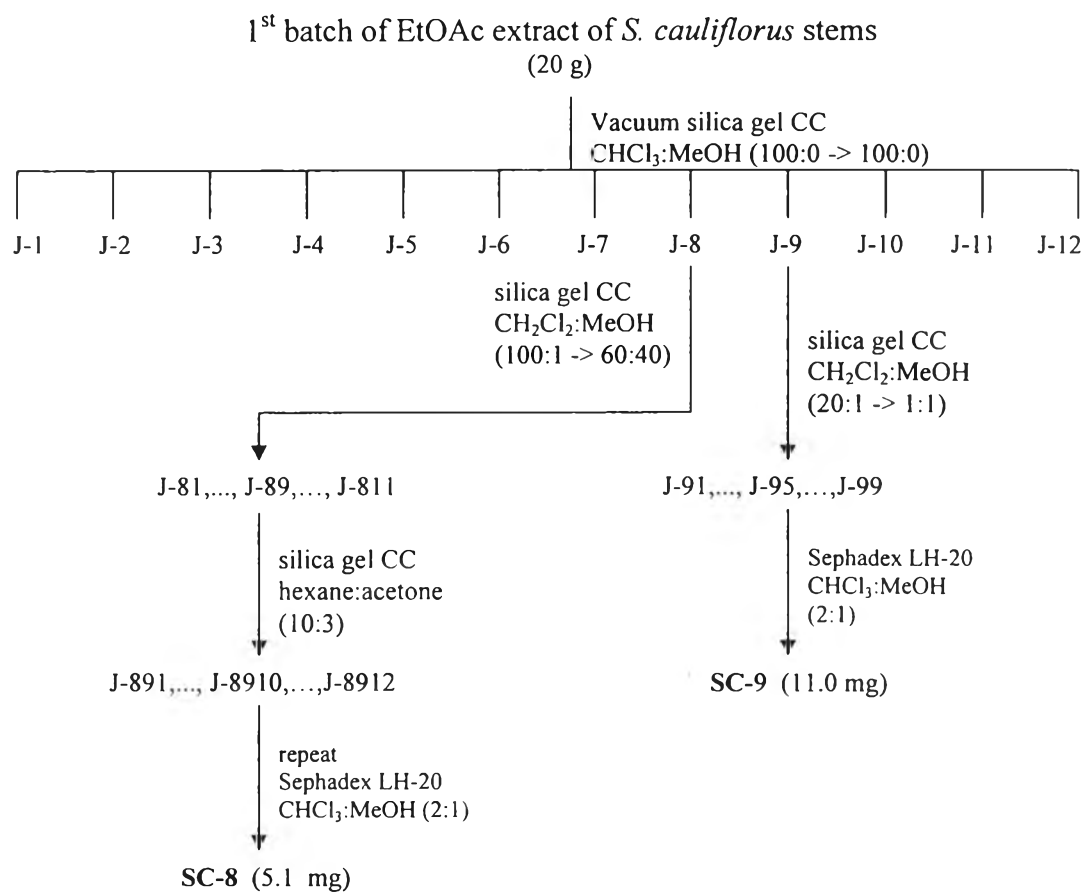 1st batch of EtOAc extract of S. cauliflorus stems
(20 g)
Vacuum silica gel CC
CHCl3:MeOH (100:0 -> 100:0)
J-1 J-2 J-3 J-4 J-5 J-6 J-7 J-8 J-9 J-10 J-11 J-12
silica gel CC
CH2Cl2:MeOH
(100:1 -> 60:40)
silica gel CC
CH2Cl2:MeOH
(20:1 -> 1:1)
J-81,..., J-89,..., J-811
J-91,..., J-95,...,J-99
silica gel CC
hexane:acetone
(10:3)
Sephadex LH-20
CHCl3:MeOH
(2:1)
J-891,..., J-8910,...,J-8912
SC-9 (11.0 mg)
repeat
Sephadex LH-20
CHCl3:MeOH (2:1)
SC-8 (5.1 mg)